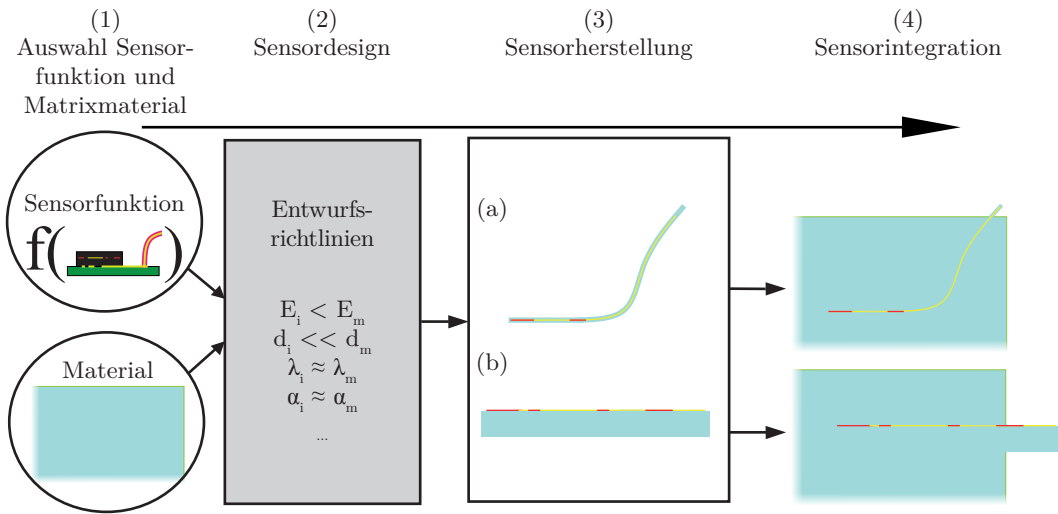 (1)
Auswahl Sensor-
funktion und
Matrixmaterial
(2)
Sensordesign
(3)
Sensorherstellung
(4)
Sensorintegration
Sensorfunktion
f( )
Material
Entwurfs-
richtlinien
E_i < E_m
d_i << d_m
λ_i ≈ λ_m
α_i ≈ α_m
...
(a)
(b)